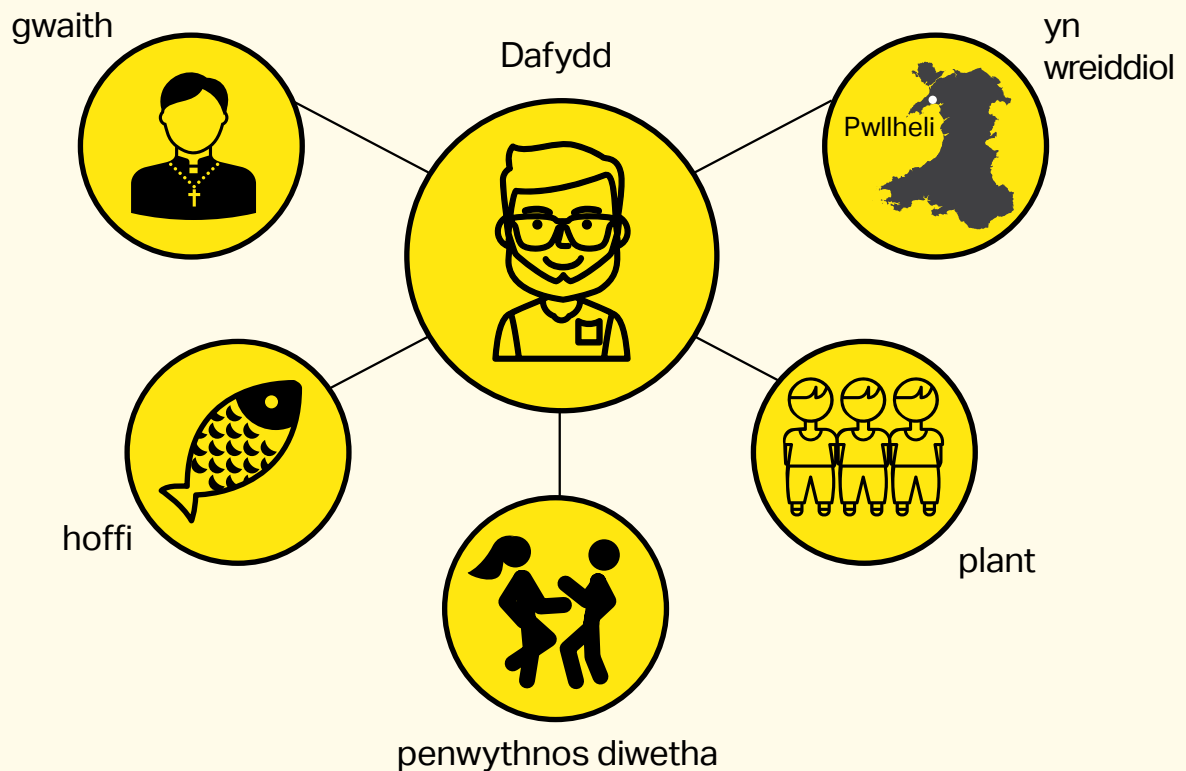 gwaith
Dafydd
yn
wreiddiol
Pwllheli
hoffi
plant
penwythnos diwetha